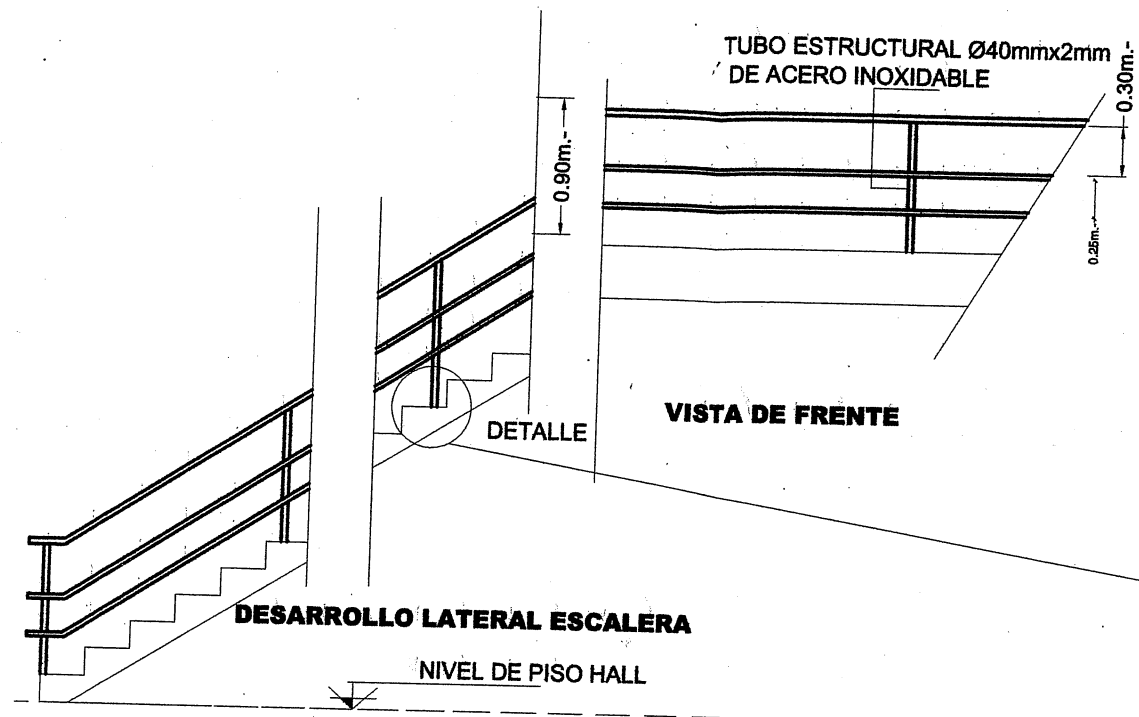 TUBO ESTRUCTURAL Ø40mmx2mm
DE ACERO INOXIDABLE
0.30m.-
0.90m.-
0.25m.-
VISTA DE FRENTE
DETALLE
DESARROLLO LATERAL ESCALERA
NIVEL DE PISO HALL